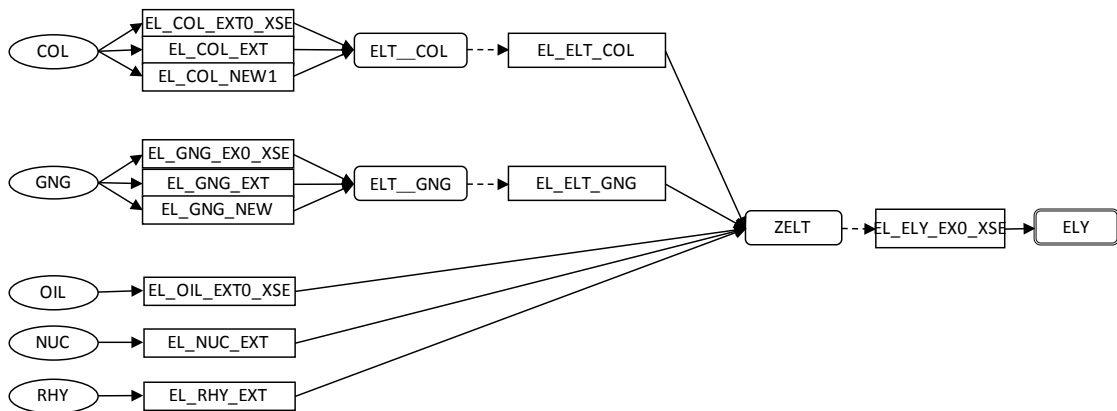 EL_COL_EXT0_XSE
COL
EL_COL_EXT
ELT__COL
EL_ELT_COL
EL_COL_NEW1
EL_GNG_EX0_XSE
GNG
EL_GNG_EXT
ELT__GNG
EL_ELT_GNG
EL_GNG_NEW
ZELT
EL_ELY_EX0_XSE
ELY
OIL
EL_OIL_EXT0_XSE
NUC
EL_NUC_EXT
RHY
EL_RHY_EXT